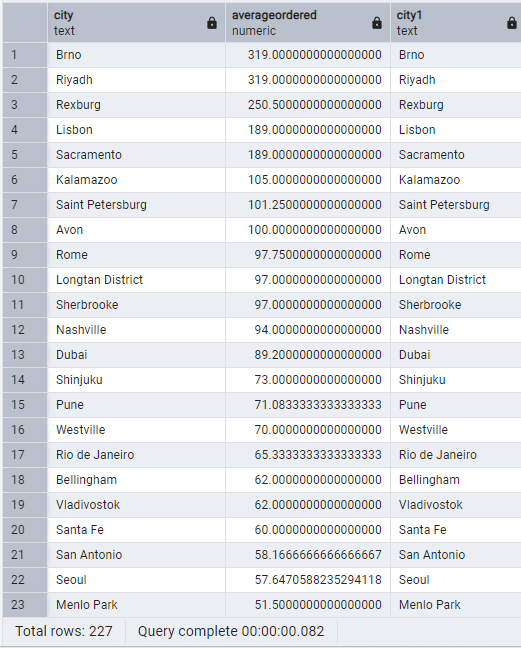 city averageordered city1
text numeric text
1 Brno 319.0000000000000000 Brno
2 Riyadh 319.0000000000000000 Riyadh
3 Rexburg 250.5000000000000000 Rexburg
4 Lisbon 189.0000000000000000 Lisbon
5 Sacramento 189.0000000000000000 Sacramento
6 Kalamazoo 105.0000000000000000 Kalamazoo
7 Saint Petersburg 101.2500000000000000 Saint Petersburg
8 Avon 100.0000000000000000 Avon
9 Rome 97.7500000000000000 Rome
10 Longtan District 97.0000000000000000 Longtan District
11 Sherbrooke 97.0000000000000000 Sherbrooke
12 Nashville 94.0000000000000000 Nashville
13 Dubai 89.2000000000000000 Dubai
14 Shinjuku 73.0000000000000000 Shinjuku
15 Pune 71.0833333333333333 Pune
16 Westville 70.0000000000000000 Westville
17 Rio de Janeiro 65.3333333333333333 Rio de Janeiro
18 Bellingham 62.0000000000000000 Bellingham
19 Vladivostok 62.0000000000000000 Vladivostok
20 Santa Fe 60.0000000000000000 Santa Fe
21 San Antonio 58.1666666666666667 San Antonio
22 Seoul 57.6470588235294118 Seoul
23 Menlo Park 51.5000000000000000 Menlo Park
Total rows: 227 Query complete 00:00:00.082